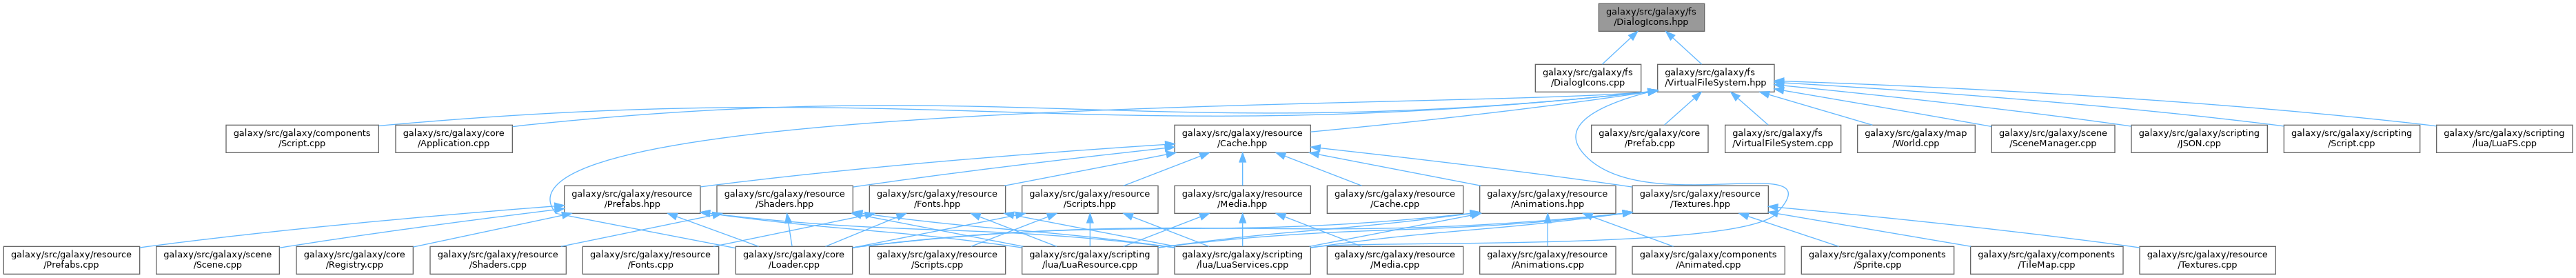 galaxy/src/galaxy/fs
/DialogIcons.hpp
galaxy/src/galaxy/fs
/DialogIcons.cpp
galaxy/src/galaxy/fs
/VirtualFileSystem.hpp
galaxy/src/galaxy/components
/Script.cpp
galaxy/src/galaxy/core
/Application.cpp
galaxy/src/galaxy/resource
/Cache.hpp
galaxy/src/galaxy/core
/Prefab.cpp
galaxy/src/galaxy/fs
/VirtualFileSystem.cpp
galaxy/src/galaxy/map
/World.cpp
galaxy/src/galaxy/scene
/SceneManager.cpp
galaxy/src/galaxy/scripting
/JSON.cpp
galaxy/src/galaxy/scripting
/Script.cpp
galaxy/src/galaxy/scripting
/lua/LuaFS.cpp
galaxy/src/galaxy/resource
/Prefabs.hpp
galaxy/src/galaxy/resource
/Shaders.hpp
galaxy/src/galaxy/resource
/Fonts.hpp
galaxy/src/galaxy/resource
/Scripts.hpp
galaxy/src/galaxy/resource
/Media.hpp
galaxy/src/galaxy/resource
/Cache.cpp
galaxy/src/galaxy/resource
/Animations.hpp
galaxy/src/galaxy/resource
/Textures.hpp
galaxy/src/galaxy/resource
/Prefabs.cpp
galaxy/src/galaxy/scene
/Scene.cpp
galaxy/src/galaxy/core
/Registry.cpp
galaxy/src/galaxy/resource
/Shaders.cpp
galaxy/src/galaxy/resource
/Fonts.cpp
galaxy/src/galaxy/core
/Loader.cpp
galaxy/src/galaxy/resource
/Scripts.cpp
galaxy/src/galaxy/scripting
/lua/LuaResource.cpp
galaxy/src/galaxy/scripting
/lua/LuaServices.cpp
galaxy/src/galaxy/resource
/Media.cpp
galaxy/src/galaxy/resource
/Animations.cpp
galaxy/src/galaxy/components
/Animated.cpp
galaxy/src/galaxy/components
/Sprite.cpp
galaxy/src/galaxy/components
/TileMap.cpp
galaxy/src/galaxy/resource
/Textures.cpp